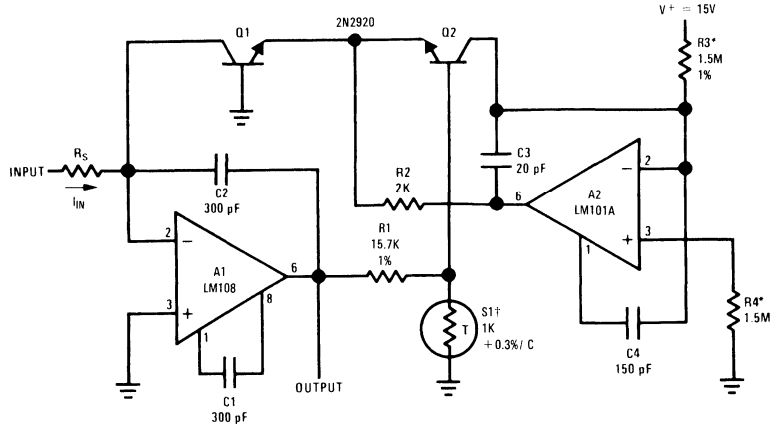 V+ = 15V
Q1
2N2920
Q2
R3*
1.5M
1%
INPUT
RS
IIN
C2
300 pF
R2
2K
C3
20 pF
6
A2
LM101A
2
−
3
+
1
2
−
A1
LM108
6
3
+
8
1
R1
15.7K
1%
S1†
1K
+0.3%/ C
T
R4*
1.5M
C4
150 pF
C1
300 pF
OUTPUT